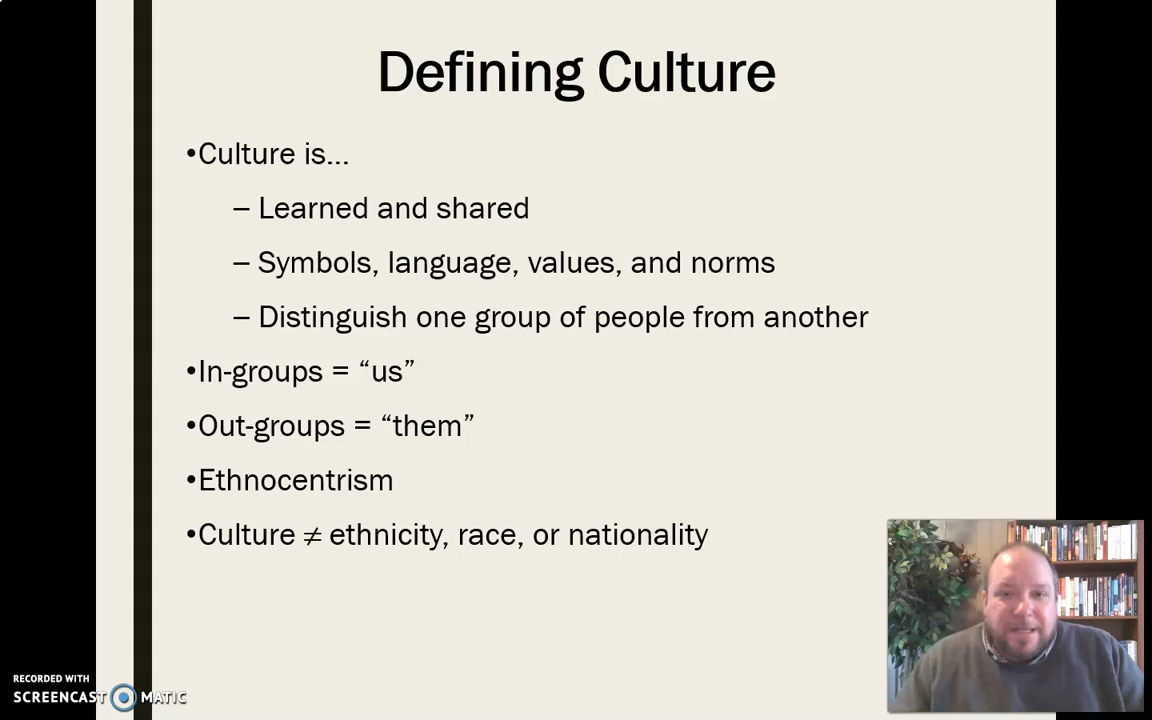 Defining Culture
•Culture is...
– Learned and shared
– Symbols, language, values, and norms
– Distinguish one group of people from another
•In-groups = “us”
•Out-groups = “them”
•Ethnocentrism
•Culture ≠ ethnicity, race, or nationality
RECORDED WITH
SCREENCAST MATIC